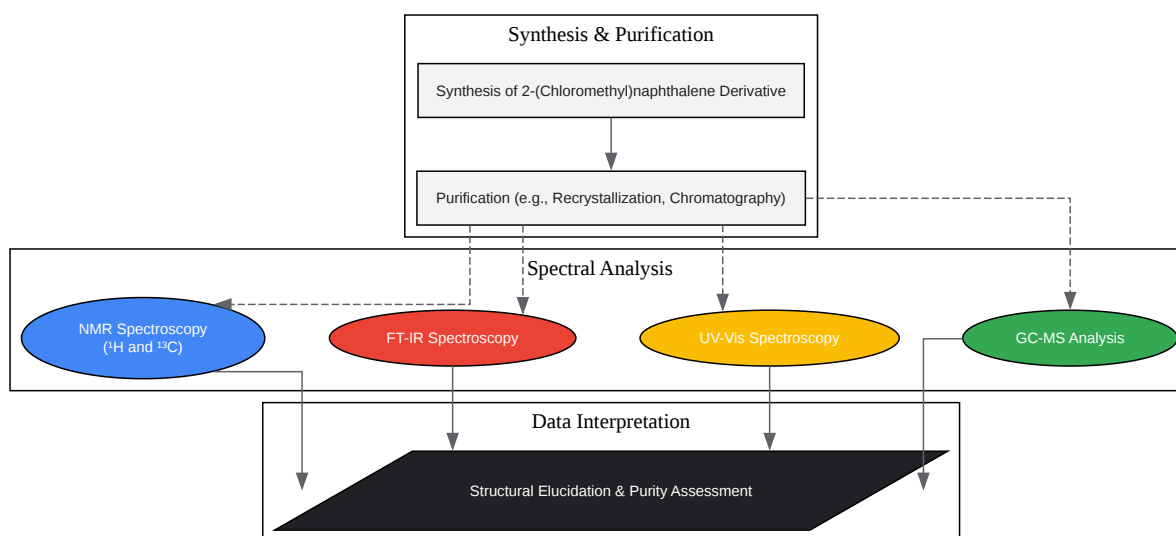 Synthesis & Purification
Synthesis of 2-(Chloromethyl)naphthalene Derivative
Purification (e.g., Recrystallization, Chromatography)
Spectral Analysis
NMR Spectroscopy
(¹H and ¹³C)
FT-IR Spectroscopy
UV-Vis Spectroscopy
GC-MS Analysis
Data Interpretation
Structural Elucidation & Purity Assessment